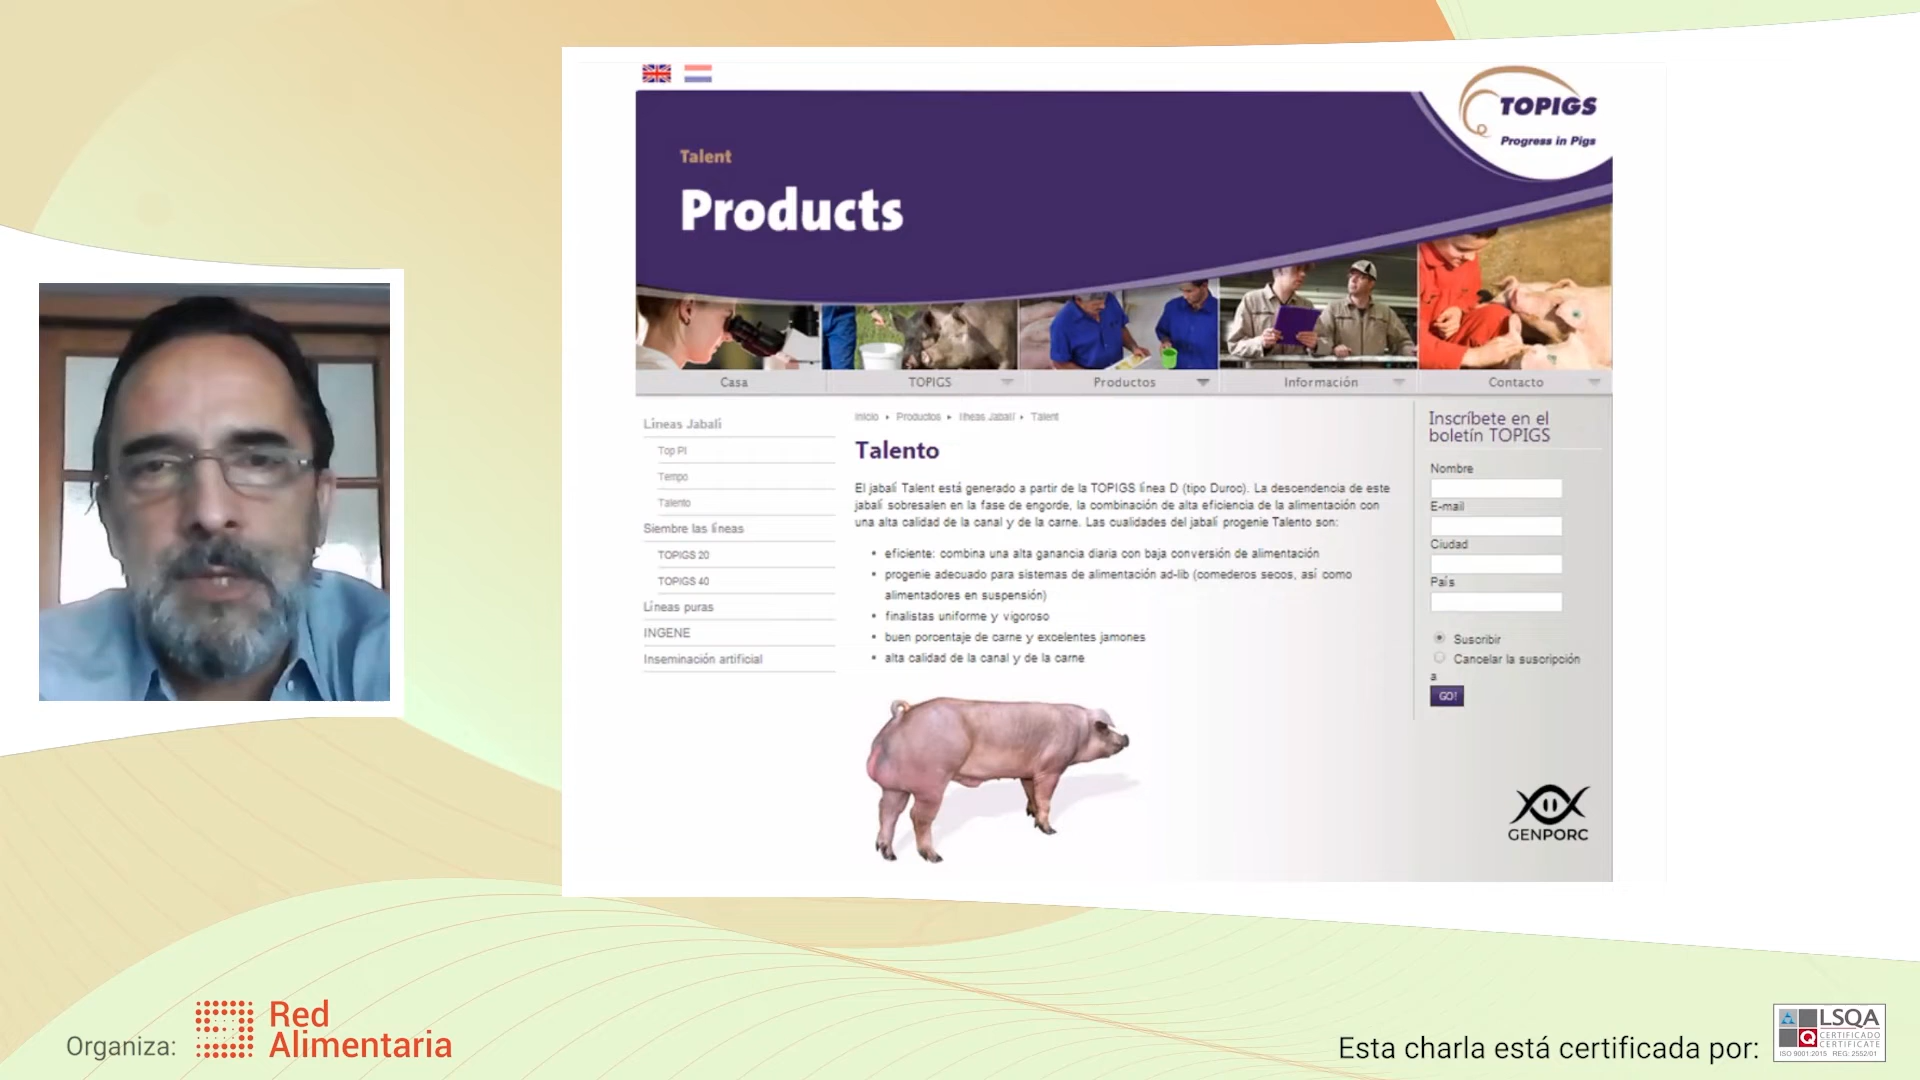 TOPIGS
Progress in Pigs
Talent
Products
Casa
TOPIGS
Productos
Información
Contacto
Líneas Jabalí
Top PI
Tempo
Talento
Siembre las líneas
TOPIGS 20
TOPIGS 40
Líneas puras
INGENE
Inseminación artificial
Inicio ▸ Productos ▸ líneas Jabalí ▸ Talent
Talento
El jabalí Talent está generado a partir de la TOPIGS línea D (tipo Duroc). La descendencia de este
jabalí sobresalen en la fase de engorde, la combinación de alta eficiencia de la alimentación con
una alta calidad de la canal y de la carne. Las cualidades del jabalí progenie Talento son:
• eficiente: combina una alta ganancia diaria con baja conversión de alimentación
• progenie adecuado para sistemas de alimentación ad-lib (comederos secos, así como
alimentadores en suspensión)
• finalistas uniforme y vigoroso
• buen porcentaje de carne y excelentes jamones
• alta calidad de la canal y de la carne
Inscríbete en el
boletín TOPIGS
Nombre
E-mail
Ciudad
País
Suscribir
Cancelar la suscripción
a
GO!
GENPORC
Organiza:
Red
Alimentaria
Esta charla está certificada por:
LSQA
CERTIFICADO
CERTIFICATE
ISO 9001:2015 REG: 2552/01